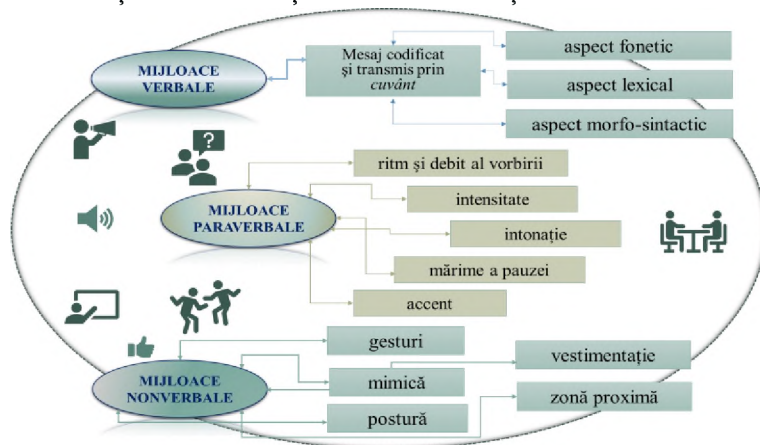 MIJLOACE
VERBALE
Mesaj codificat
și transmis prin
cuvânt
aspect fonetic
aspect lexical
aspect morfo-sintactic
?
MIJLOACE
PARAVERBALE
ritm și debit al vorbirii
intensitate
intonație
mărime a pauzei
accent
MIJLOACE
NONVERBALE
gesturi
mimică
postură
vestimentație
zonă proximă